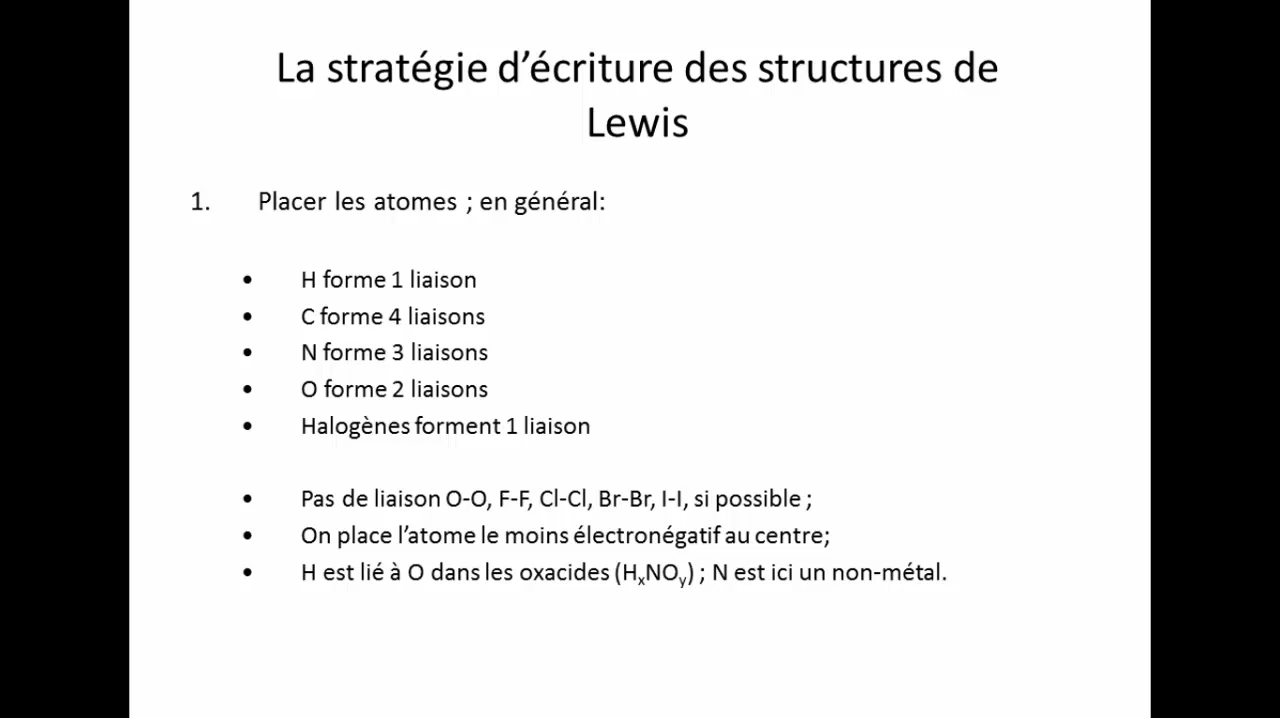 La stratégie d’écriture des structures de
Lewis
1. Placer les atomes ; en général:
• H forme 1 liaison
• C forme 4 liaisons
• N forme 3 liaisons
• O forme 2 liaisons
• Halogènes forment 1 liaison
• Pas de liaison O-O, F-F, Cl-Cl, Br-Br, I-I, si possible ;
• On place l’atome le moins électronégatif au centre;
• H est lié à O dans les oxacides (HₓNOᵧ) ; N est ici un non-métal.